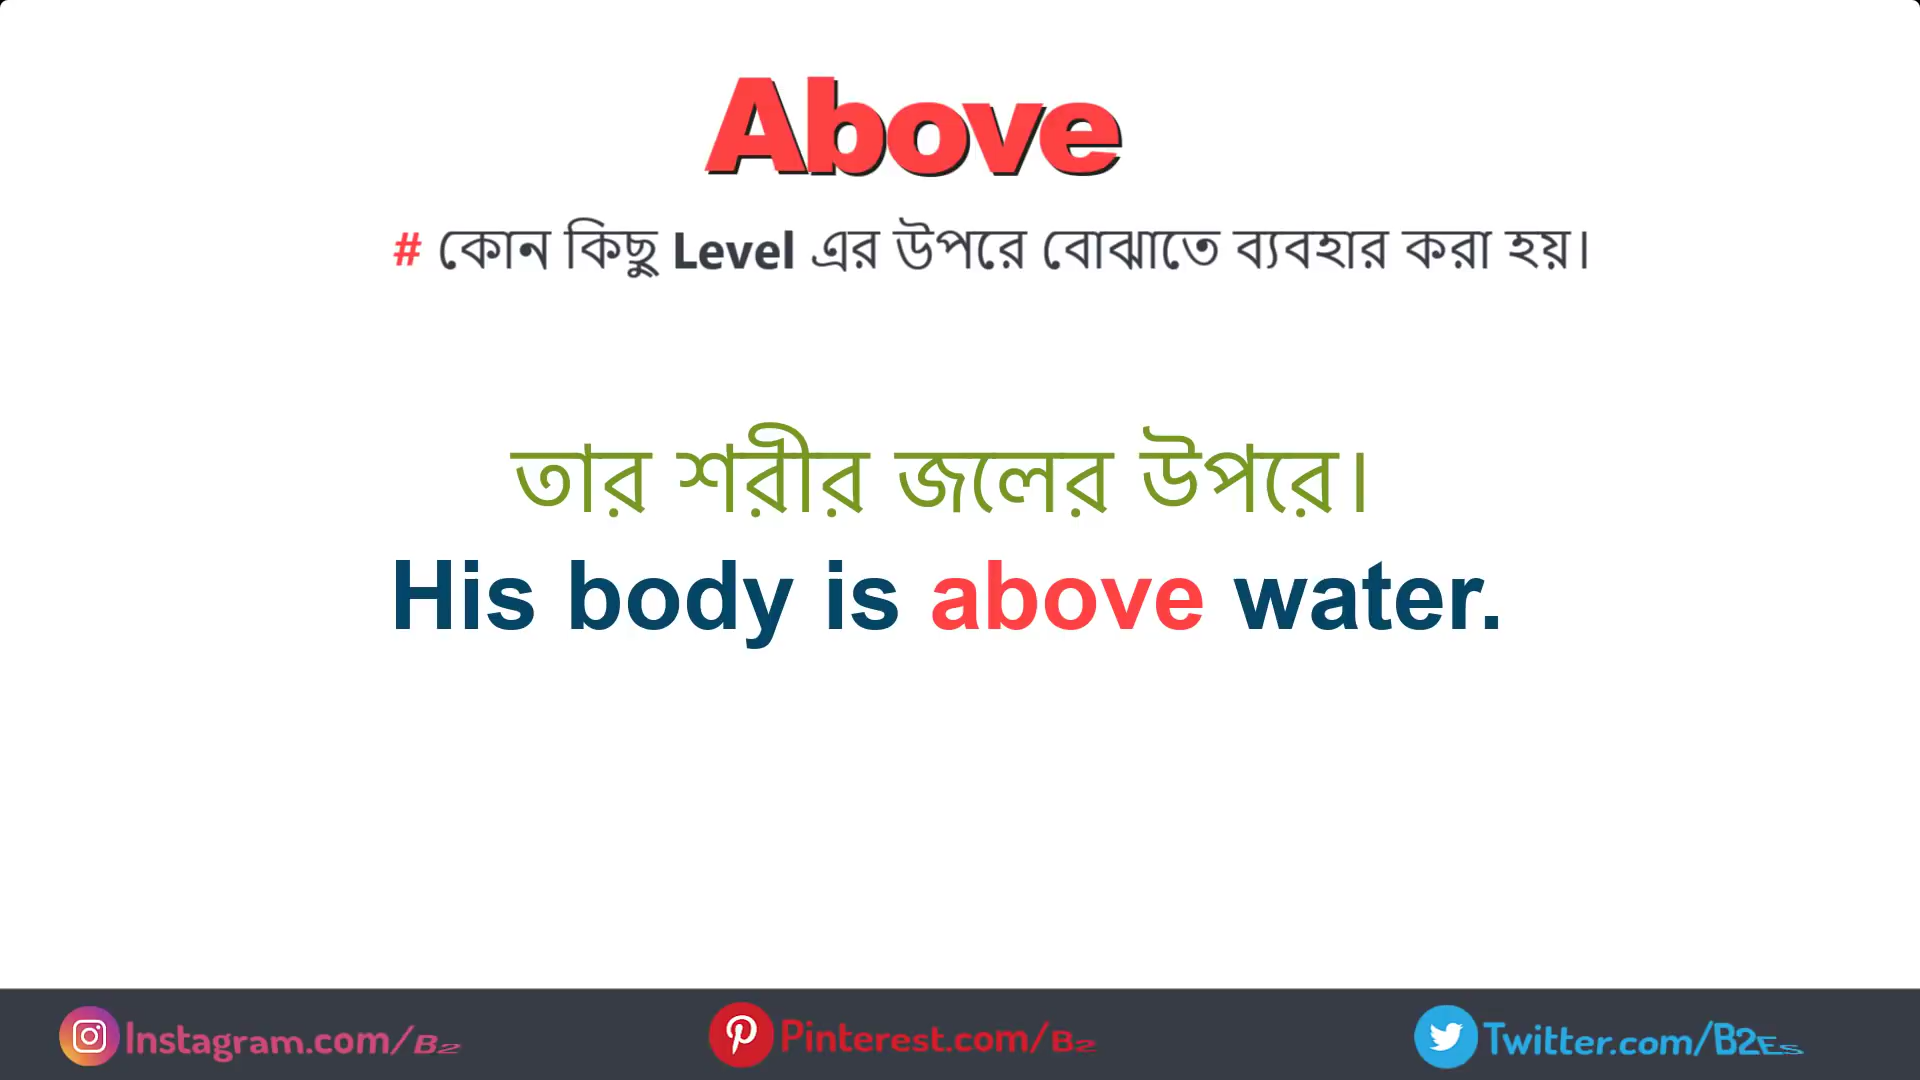 Above
# কোন কিছু Level এর উপরে বোঝাতে ব্যবহার করা হয়।
তার শরীর জলের উপরে।
His body is above water.
Instagram.com/B2
Pinterest.com/B2
Twitter.com/B2Es